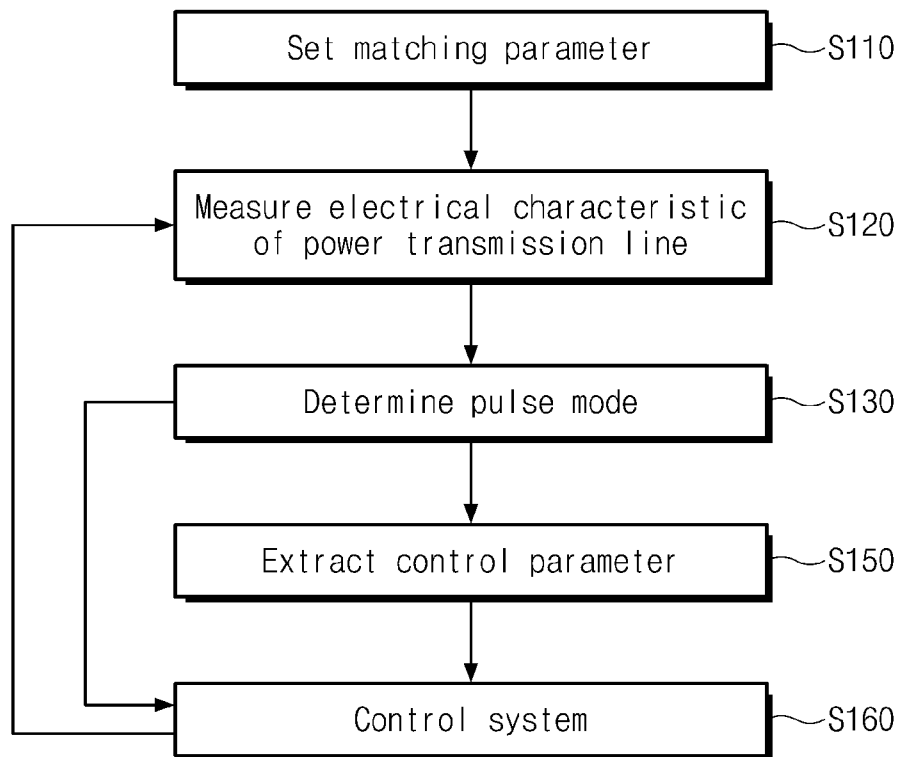 Set matching parameter
S110
Measure electrical characteristic
of power transmission line
S120
Determine pulse mode
S130
Extract control parameter
S150
Control system
S160